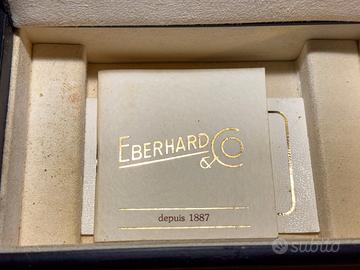 EBERHARD
& CO
depuis 1887
subito